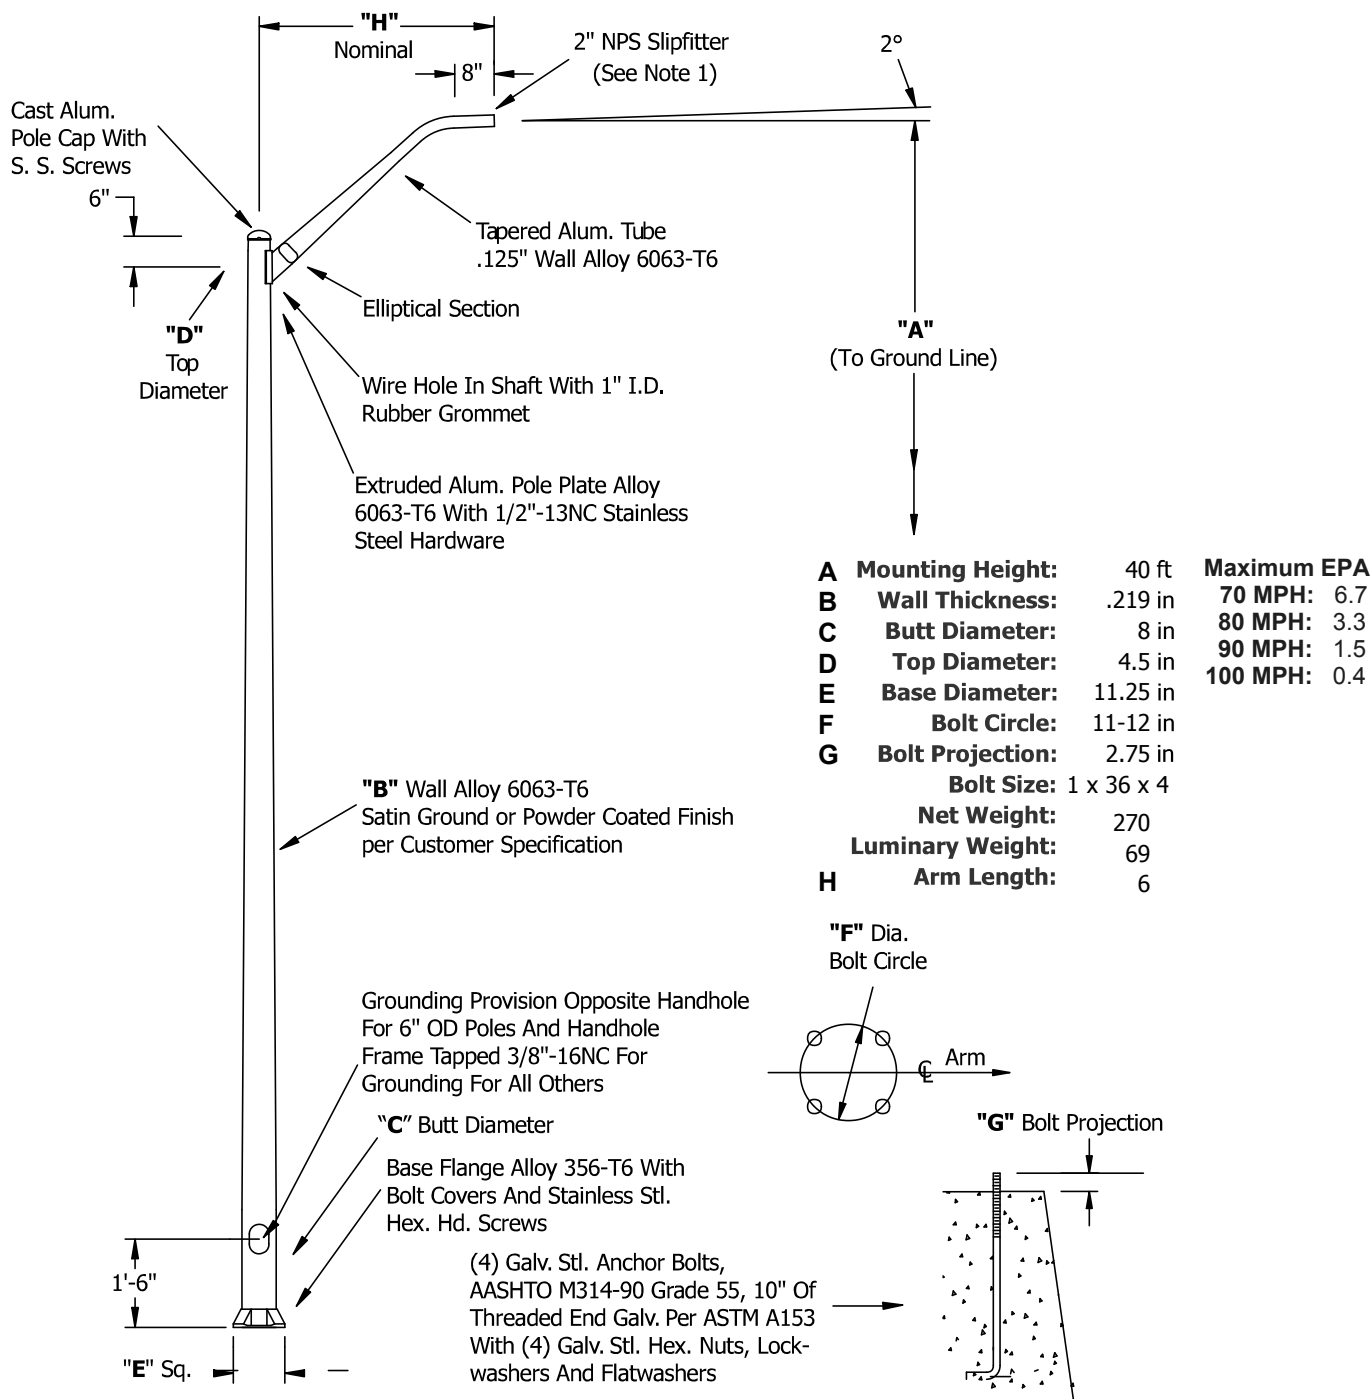 "H"
Nominal
8"
2" NPS Slipfitter
(See Note 1)
2°
Cast Alum.
Pole Cap With
S. S. Screws
6"
"D"
Top
Diameter
Tapered Alum. Tube
.125" Wall Alloy 6063-T6
Elliptical Section
Wire Hole In Shaft With 1" I.D.
Rubber Grommet
Extruded Alum. Pole Plate Alloy
6063-T6 With 1/2"-13NC Stainless
Steel Hardware
"A"
(To Ground Line)
A Mounting Height: 40 ft
B Wall Thickness: .219 in
C Butt Diameter: 8 in
D Top Diameter: 4.5 in
E Base Diameter: 11.25 in
F Bolt Circle: 11-12 in
G Bolt Projection: 2.75 in
Bolt Size: 1 x 36 x 4
Net Weight: 270
Luminary Weight: 69
H Arm Length: 6
Maximum EPA
70 MPH: 6.7
80 MPH: 3.3
90 MPH: 1.5
100 MPH: 0.4
"B" Wall Alloy 6063-T6
Satin Ground or Powder Coated Finish
per Customer Specification
"F" Dia.
Bolt Circle
℄ Arm
Grounding Provision Opposite Handhole
For 6" OD Poles And Handhole
Frame Tapped 3/8"-16NC For
Grounding For All Others
“C” Butt Diameter
Base Flange Alloy 356-T6 With
Bolt Covers And Stainless Stl.
Hex. Hd. Screws
"G" Bolt Projection
1'-6"
"E" Sq.
(4) Galv. Stl. Anchor Bolts,
AASHTO M314-90 Grade 55, 10" Of
Threaded End Galv. Per ASTM A153
With (4) Galv. Stl. Hex. Nuts, Lock-
washers And Flatwashers